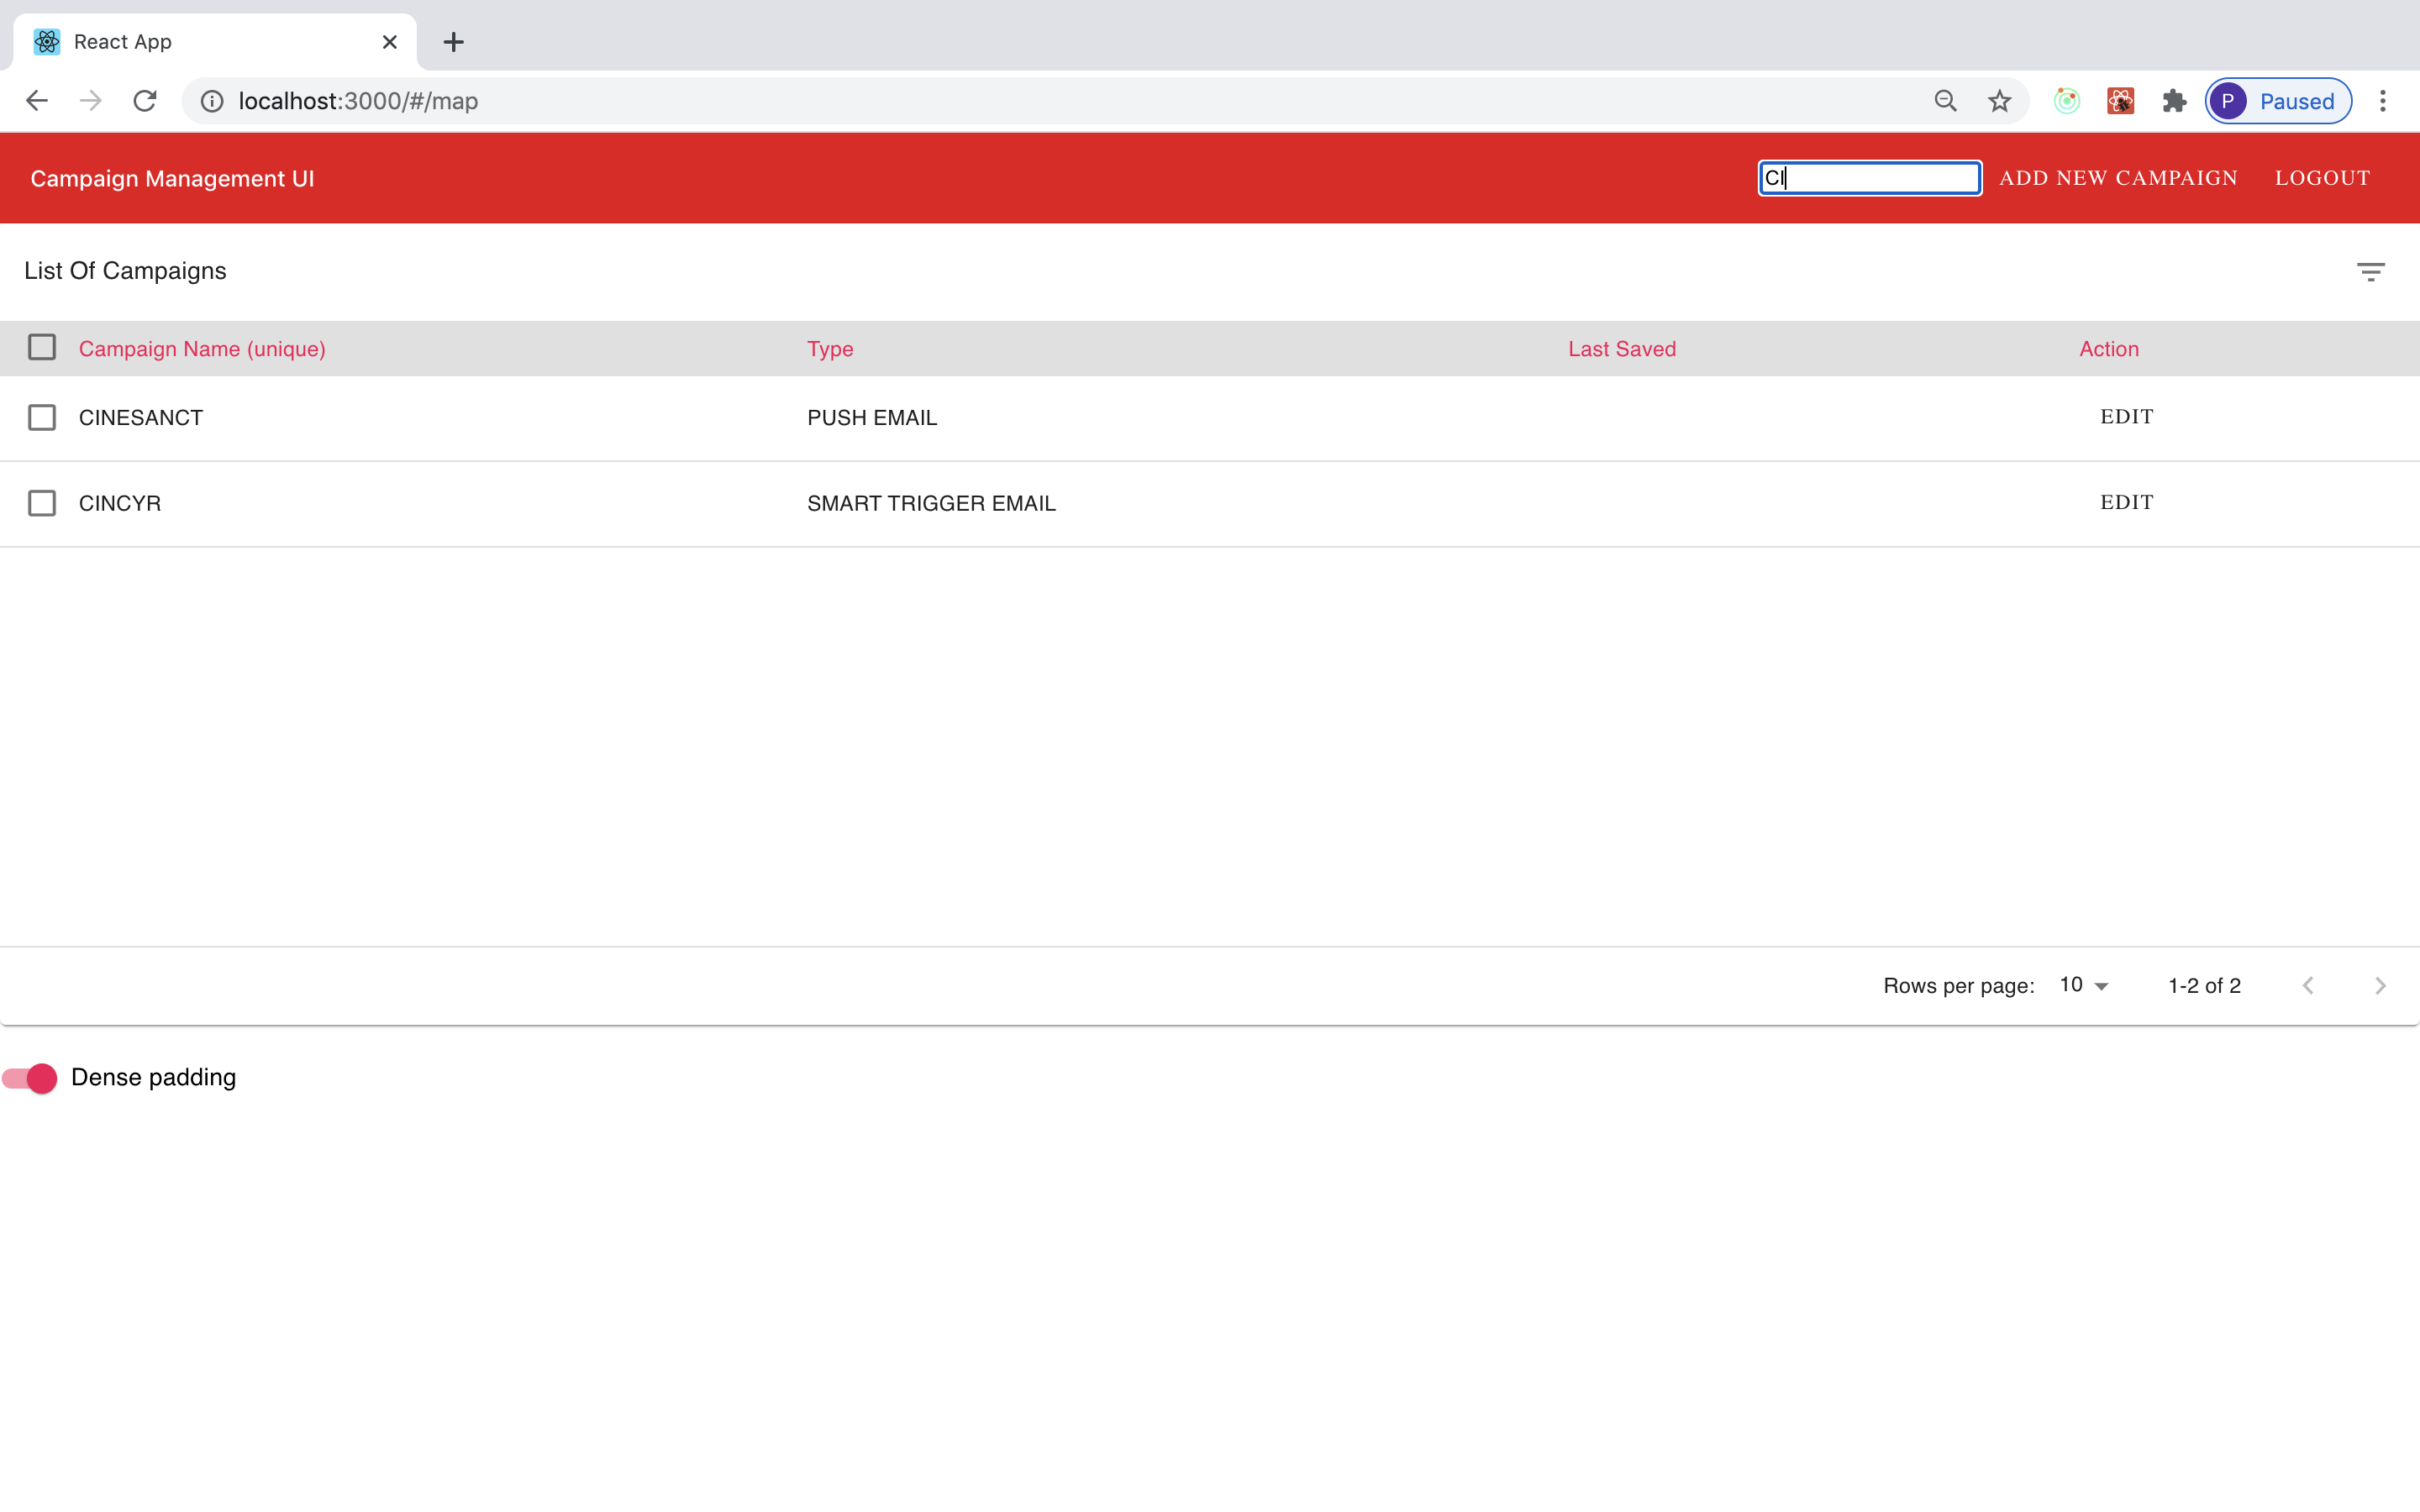 React App
localhost:3000/#/map
P Paused
Campaign Management UI
CI
ADD NEW CAMPAIGN LOGOUT
List Of Campaigns
Campaign Name (unique) Type Last Saved Action
CINESANCT PUSH EMAIL EDIT
CINCYR SMART TRIGGER EMAIL EDIT
Rows per page: 10 1-2 of 2
Dense padding